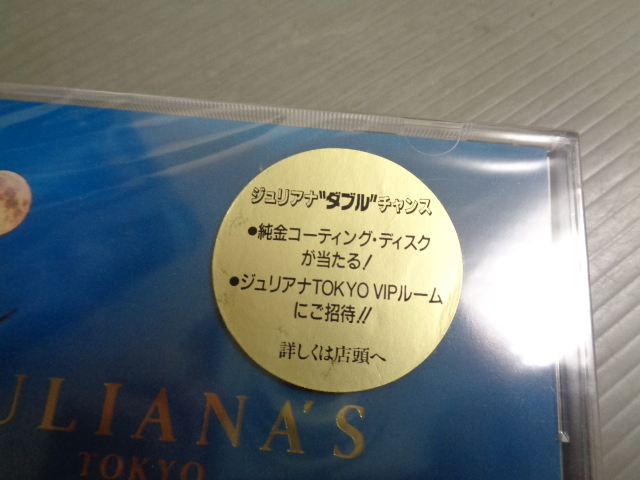 ジュリアナ"ダブル"チャンス
●純金コーティング・ディスク
が当たる!
●ジュリアナTOKYO VIPルーム
にご招待!!
詳しくは店頭へ
ULIANA'S
TOKYO